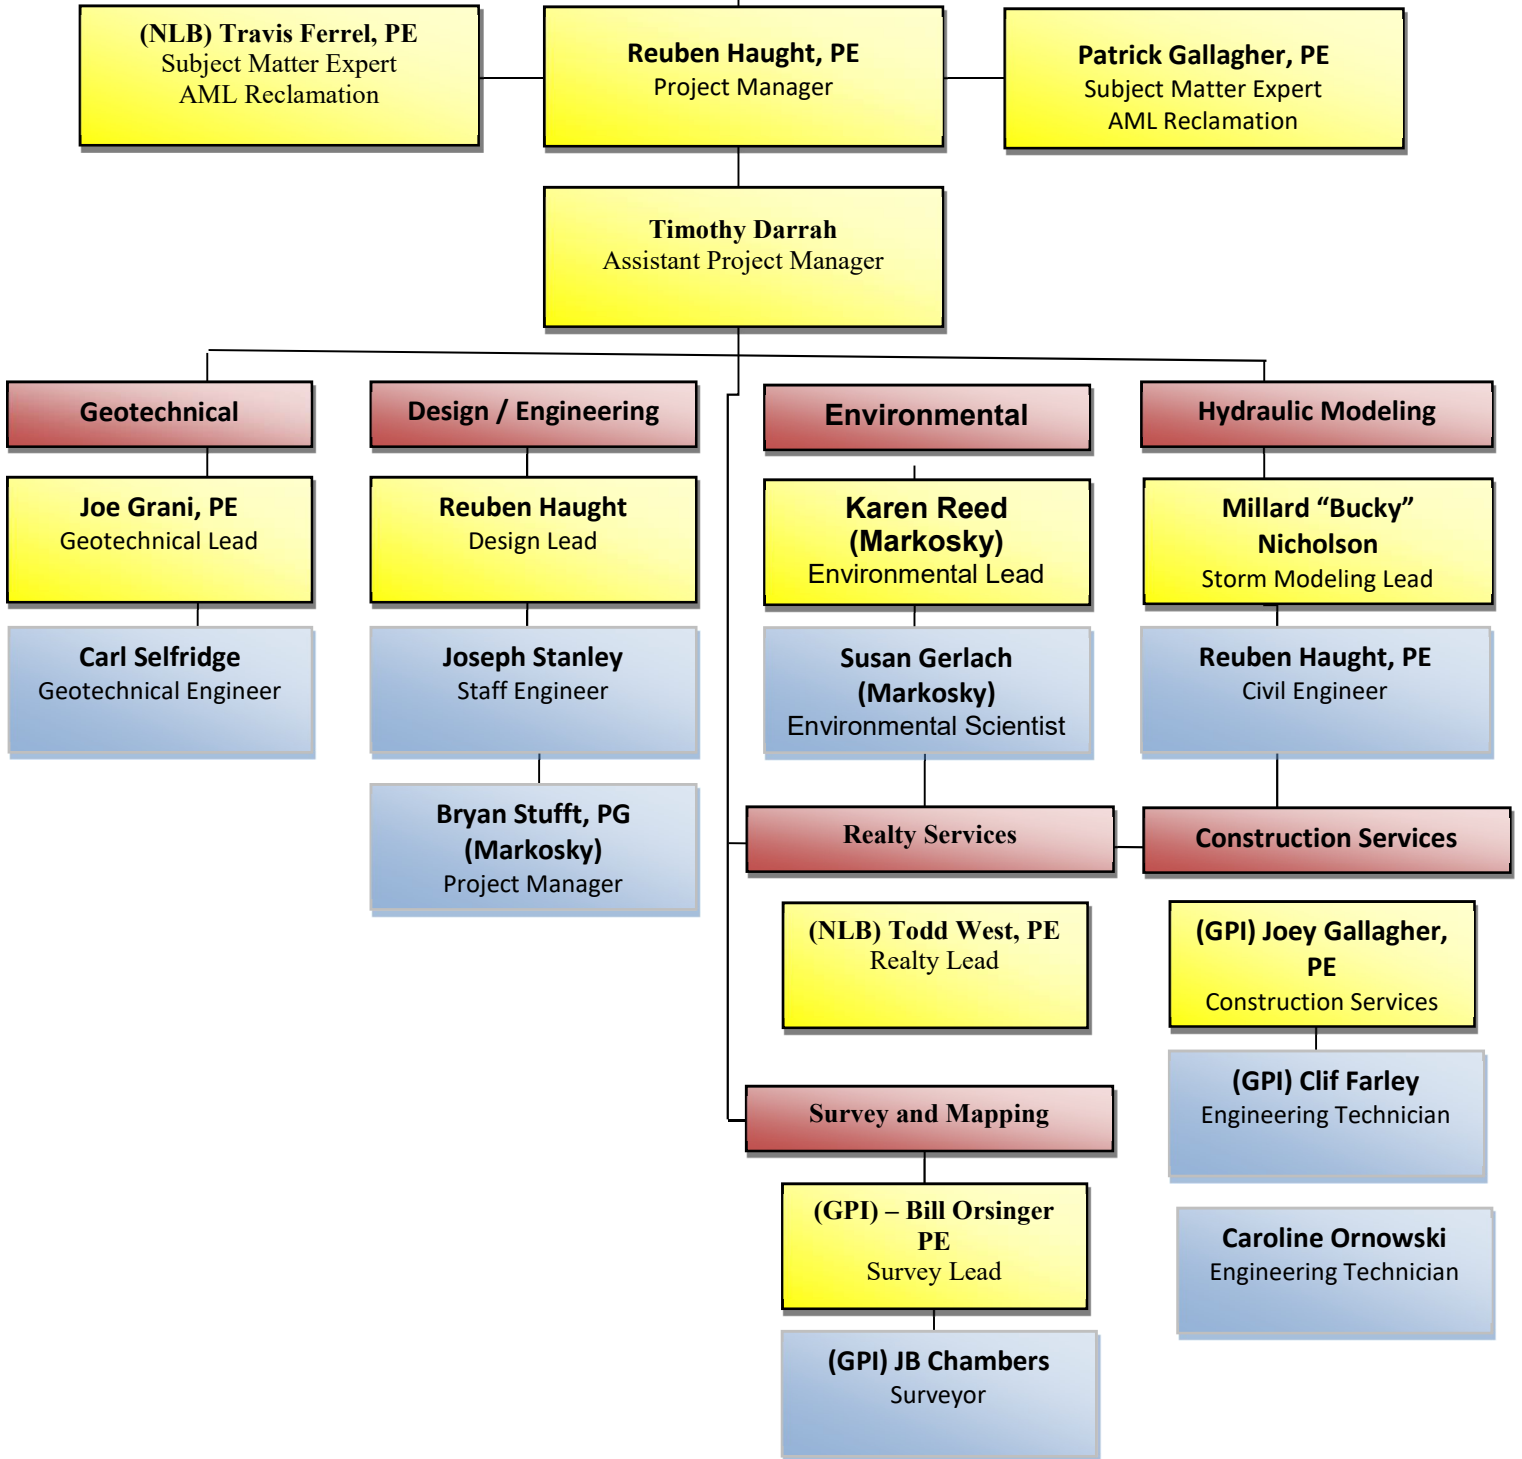 (NLB) Travis Ferrel, PE
Subject Matter Expert
AML Reclamation
Reuben Haught, PE
Project Manager
Patrick Gallagher, PE
Subject Matter Expert
AML Reclamation
Timothy Darrah
Assistant Project Manager
Geotechnical
Design / Engineering
Environmental
Hydraulic Modeling
Joe Grani, PE
Geotechnical Lead
Reuben Haught
Design Lead
Karen Reed
(Markosky)
Environmental Lead
Millard “Bucky”
Nicholson
Storm Modeling Lead
Carl Selfridge
Geotechnical Engineer
Joseph Stanley
Staff Engineer
Susan Gerlach
(Markosky)
Environmental Scientist
Reuben Haught, PE
Civil Engineer
Bryan Stufft, PG
(Markosky)
Project Manager
Realty Services
Construction Services
(NLB) Todd West, PE
Realty Lead
(GPI) Joey Gallagher,
PE
Construction Services
(GPI) Clif Farley
Engineering Technician
Survey and Mapping
(GPI) – Bill Orsinger
PE
Survey Lead
Caroline Ornowski
Engineering Technician
(GPI) JB Chambers
Surveyor